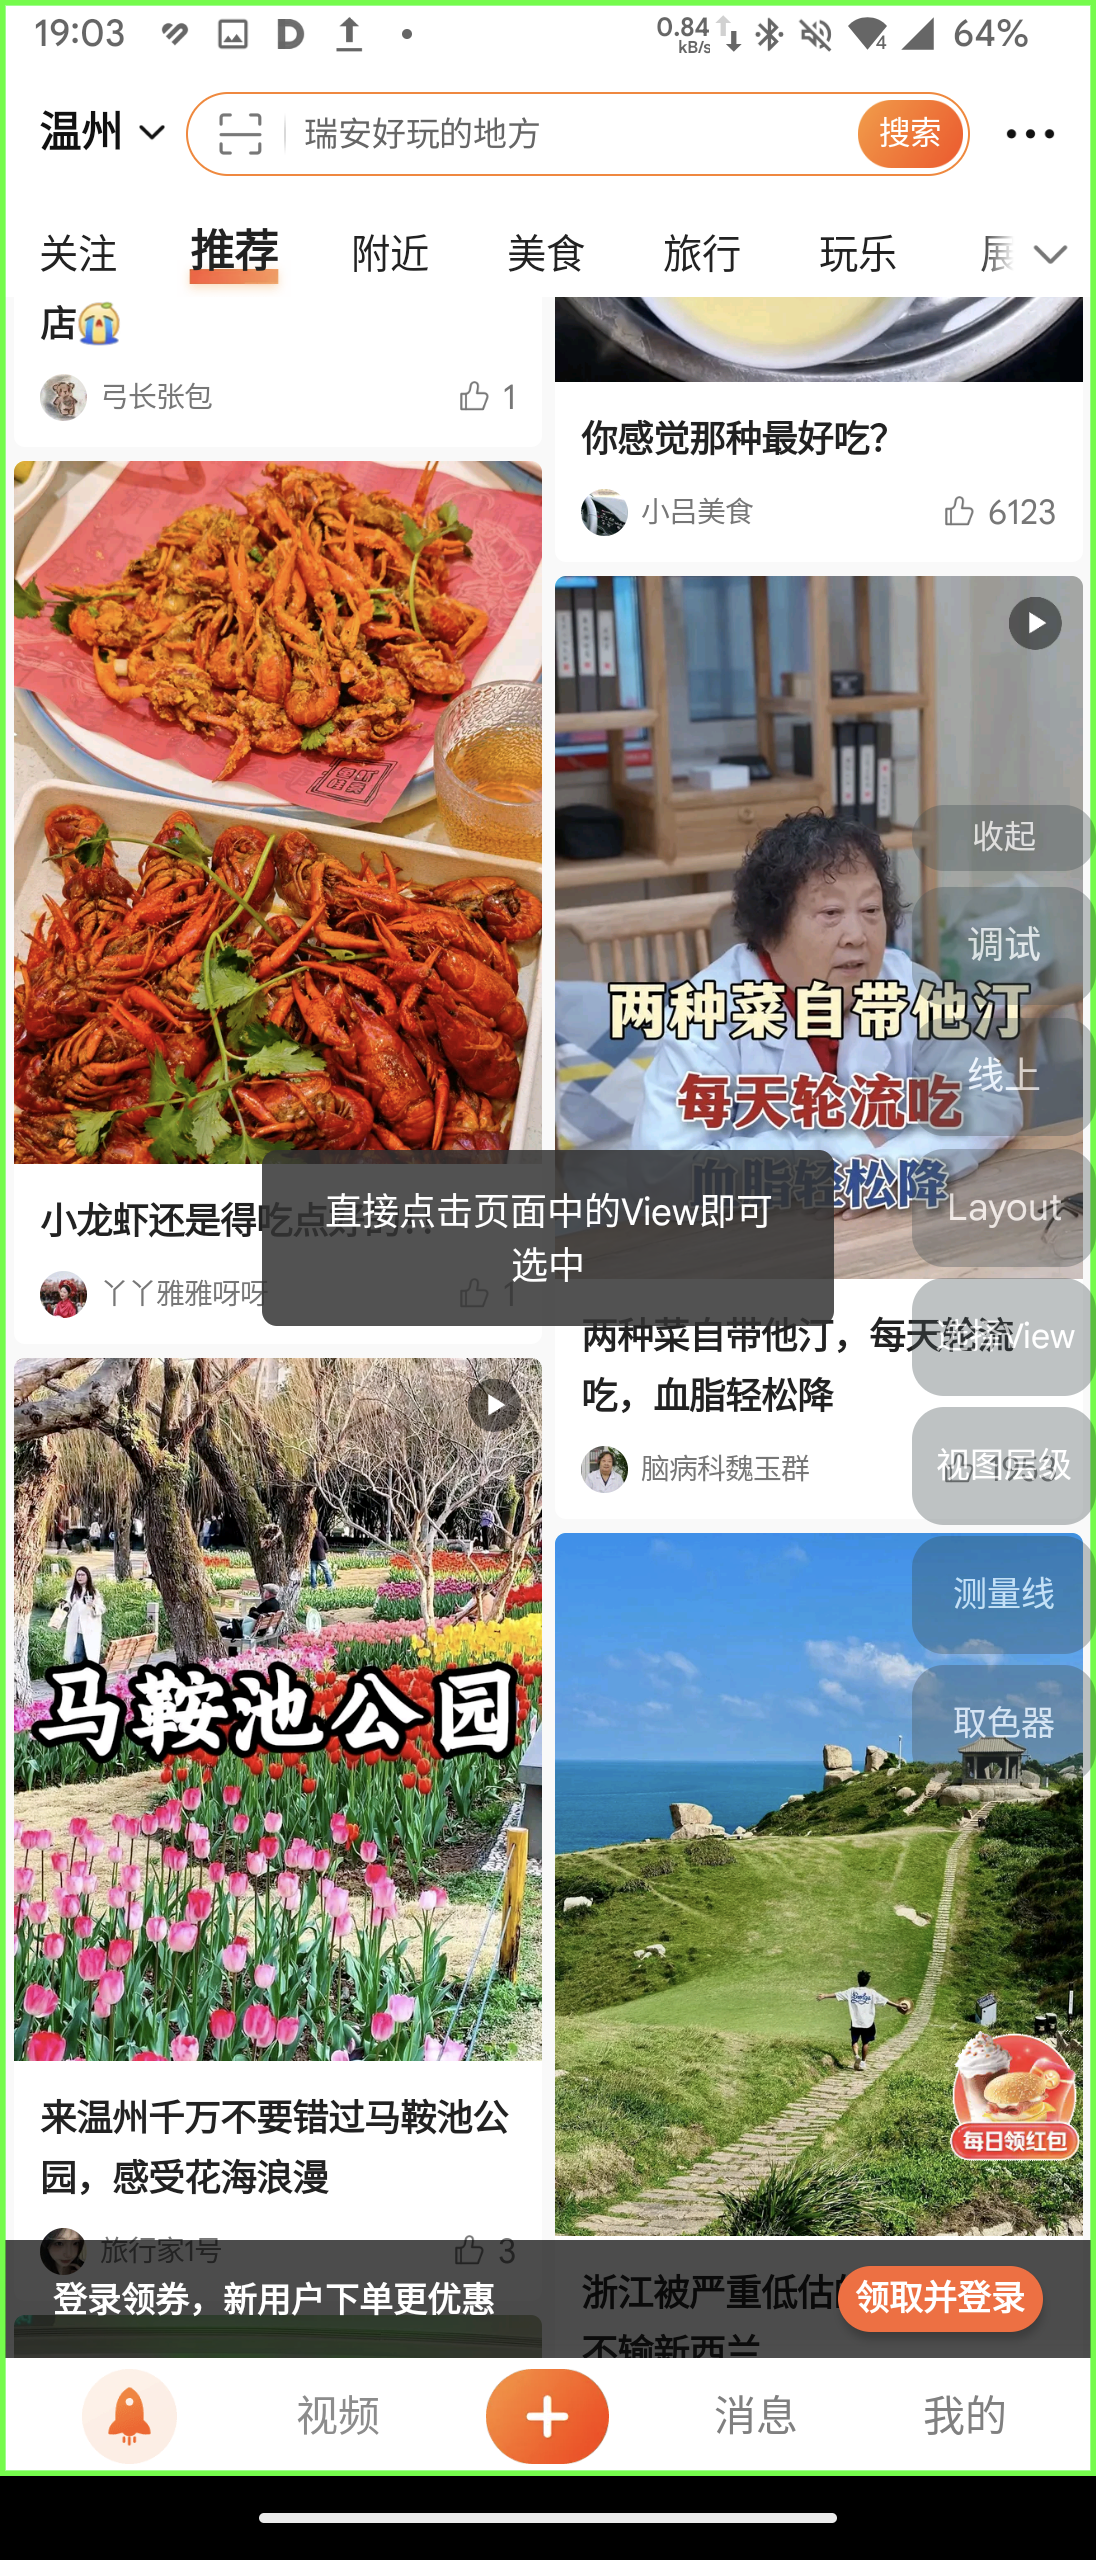 19:03
0.84
kB/s
4
64%
温州
瑞安好玩的地方
搜索
关注
推荐
附近
美食
旅行
玩乐
展
店😭
弓长张包
1
你感觉那种最好吃？
小吕美食
6123
收起
调试
两种菜自带他汀
线上
每天轮流吃
血脂轻松降
Layout
直接点击页面中的View即可
选中
小龙虾还是得吃点好的
丫丫雅雅呀呀
1
两种菜自带他汀，每天轮流
吃，血脂轻松降
选择View
脑病科魏玉群
视图层级
测量线
取色器
马鞍池公园
来温州千万不要错过马鞍池公
园，感受花海浪漫
旅行家1号
3
每日领红包
浙江被严重低估
不输新西兰
登录领券，新用户下单更优惠
领取并登录
视频
消息
我的